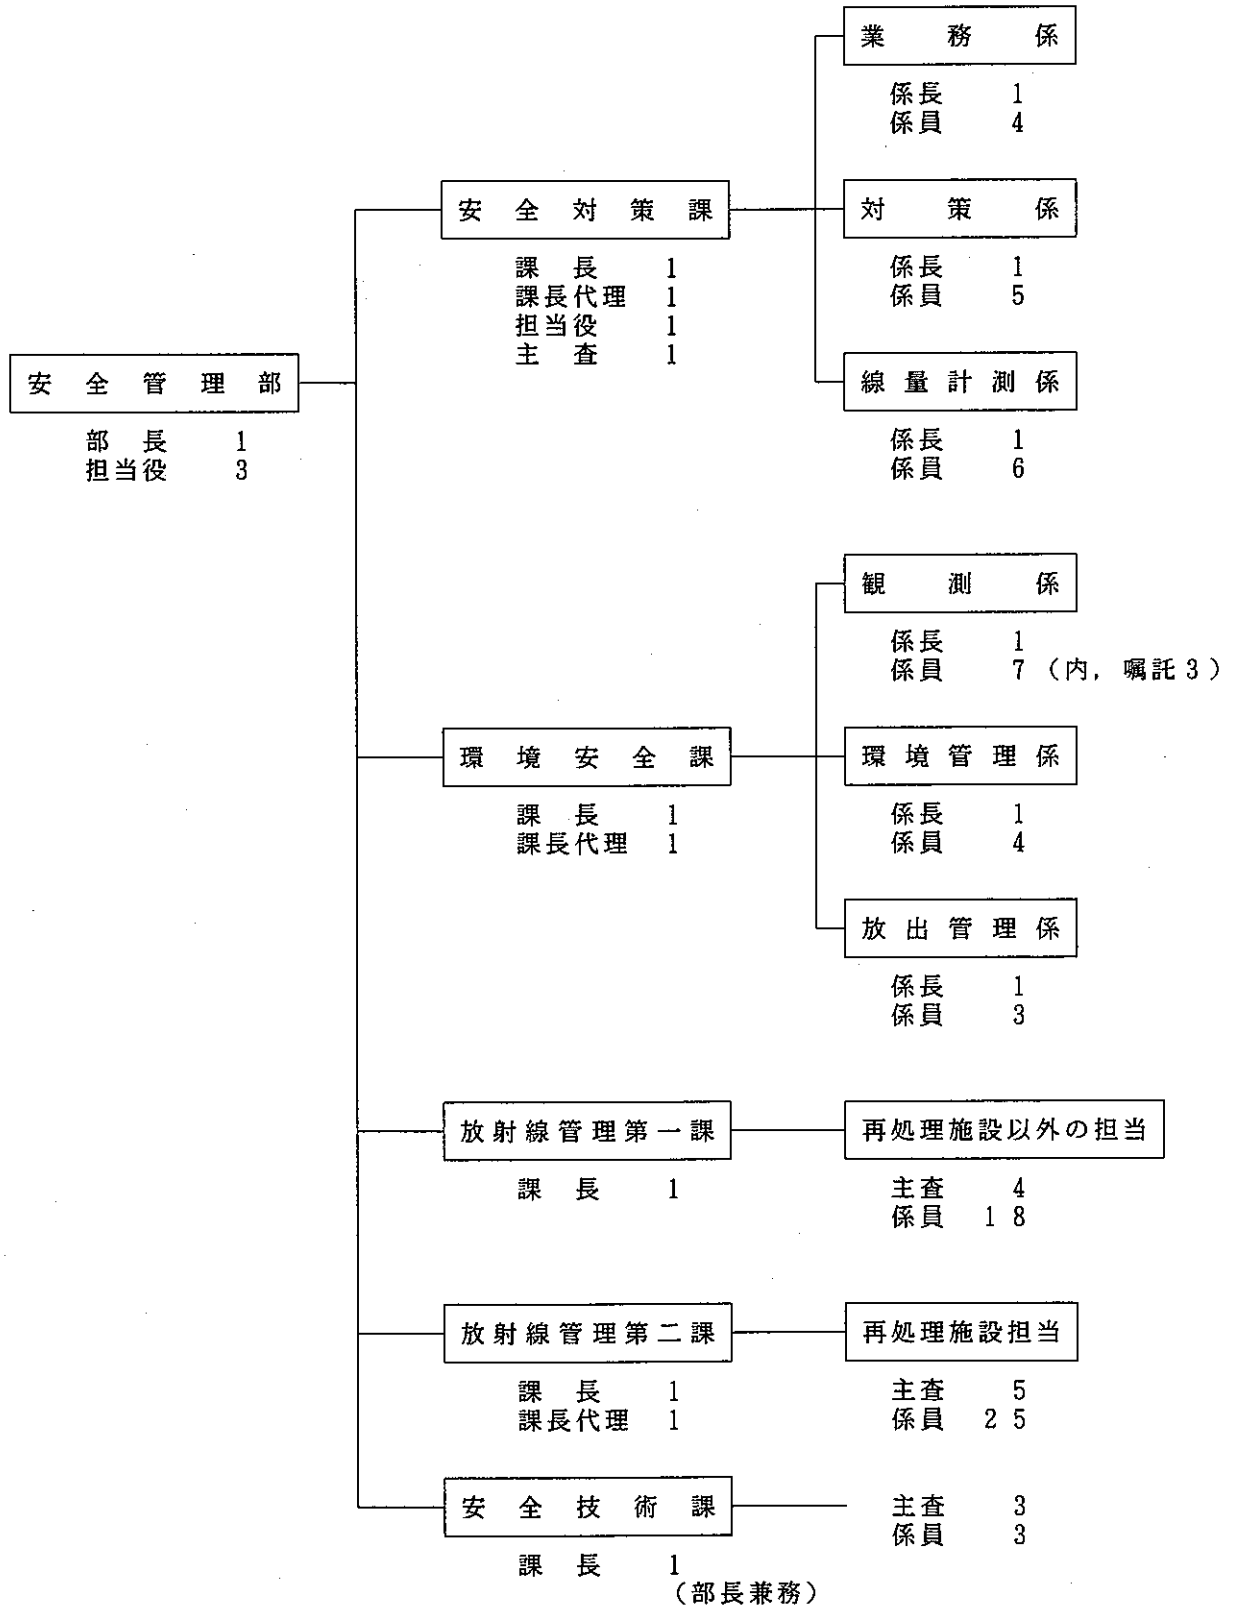 安全管理部
部長 1
担当役 3
安全対策課
課長 1
課長代理 1
担当役 1
主査 1
業務係
係長 1
係員 4
対策係
係長 1
係員 5
線量計測係
係長 1
係員 6
環境安全課
課長 1
課長代理 1
観測係
係長 1
係員 7（内，嘱託3）
環境管理係
係長 1
係員 4
放出管理係
係長 1
係員 3
放射線管理第一課
課長 1
再処理施設以外の担当
主査 4
係員 18
放射線管理第二課
課長 1
課長代理 1
再処理施設担当
主査 5
係員 25
安全技術課
課長 1
（部長兼務）
主査 3
係員 3